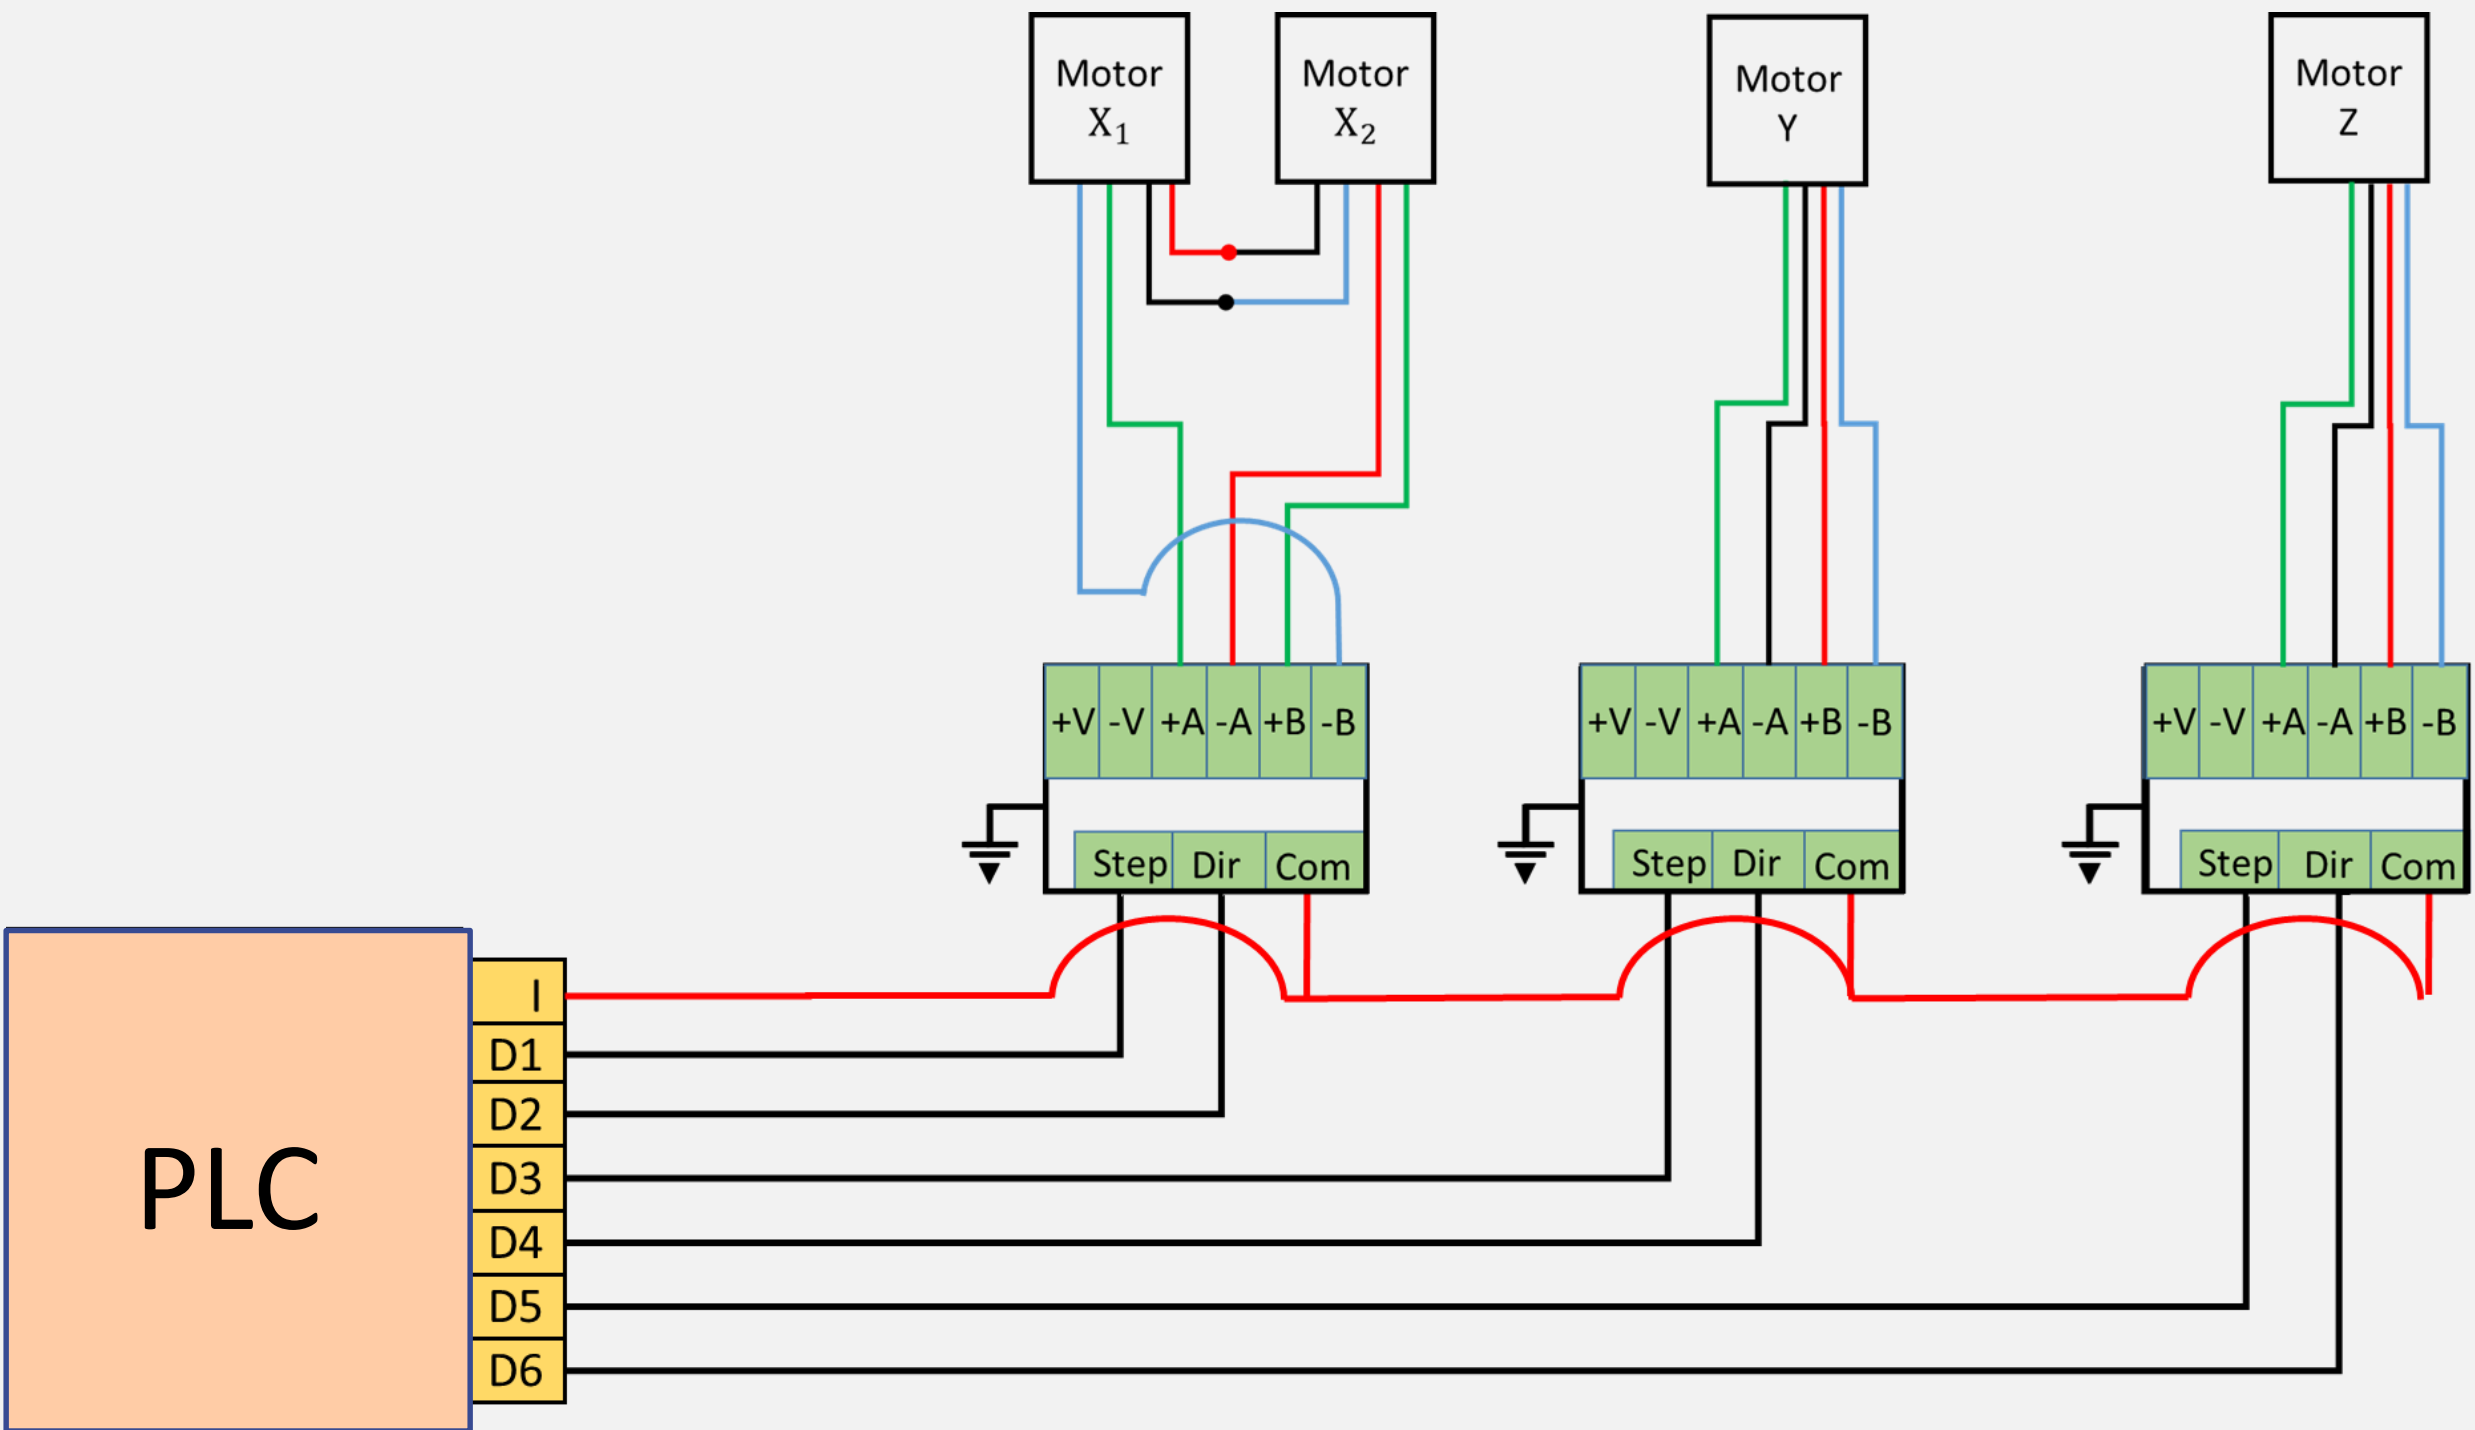 Motor
X₁
Motor
X₂
Motor
Y
Motor
Z
+V -V +A -A +B -B
+V -V +A -A +B -B
+V -V +A -A +B -B
Step Dir Com
Step Dir Com
Step Dir Com
PLC
I
D1
D2
D3
D4
D5
D6